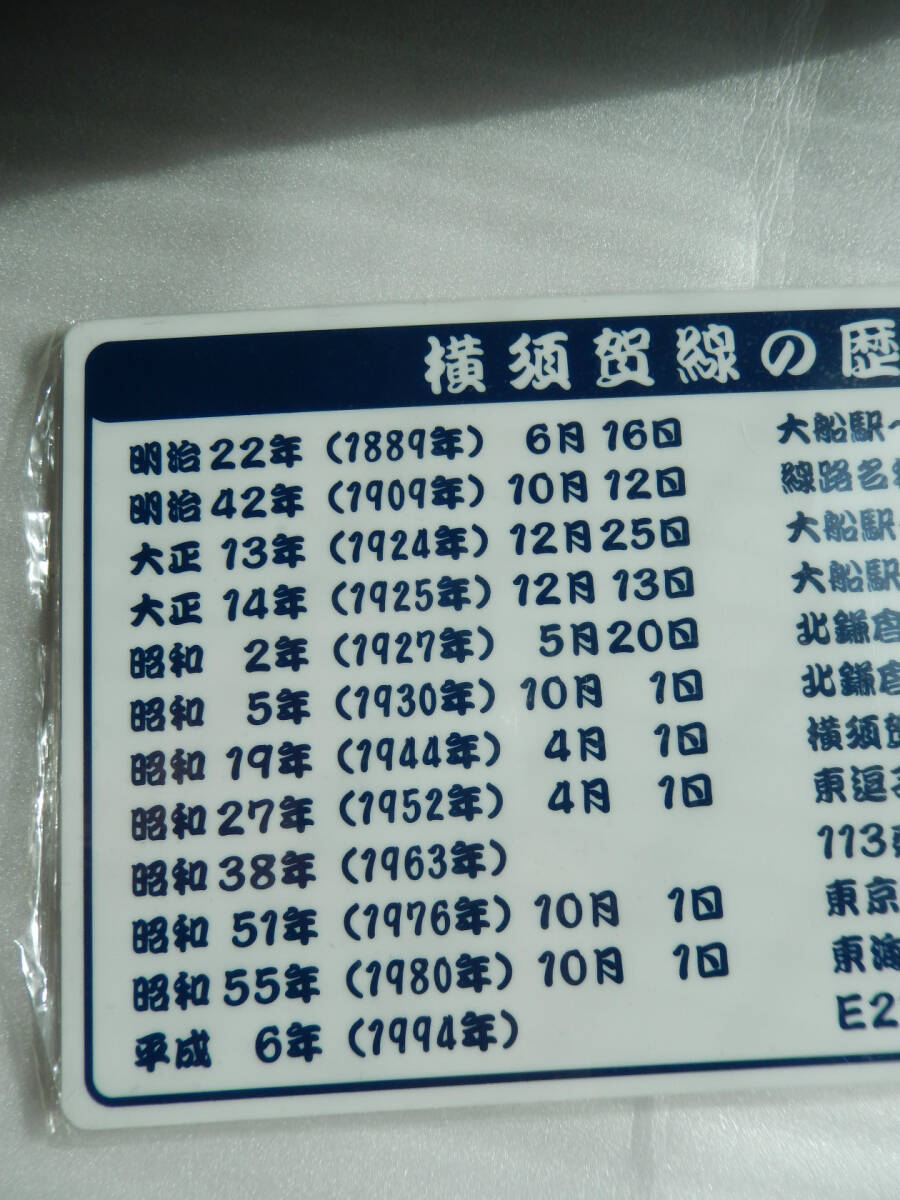 横須賀線の歴
明治22年（1889年） 6月16日 大船駅～
明治42年（1909年）10月12日 線路名
大正13年（1924年）12月25日 大船駅
大正14年（1925年）12月13日 大船駅
昭和 2年（1927年） 5月20日 北鎌倉
昭和 5年（1930年）10月 1日 北鎌倉
昭和19年（1944年） 4月 1日 横須賀
昭和27年（1952年） 4月 1日 東逗子
昭和38年（1963年） 113
昭和51年（1976年）10月 1日 東京
昭和55年（1980年）10月 1日 東海
平成 6年（1994年） E2